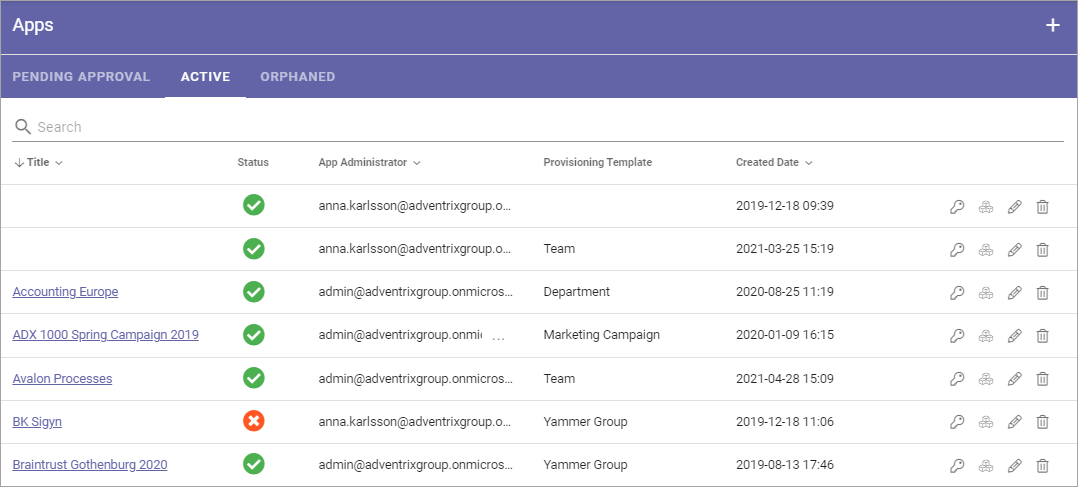 Apps
PENDING APPROVAL ACTIVE ORPHANED
Search
Title Status App Administrator Provisioning Template Created Date
anna.karlsson@adventrixgroup.o... 2019-12-18 09:39
anna.karlsson@adventrixgroup.o... Team 2021-03-25 15:19
Accounting Europe admin@adventrixgroup.onmicros... Department 2020-08-25 11:19
ADX 1000 Spring Campaign 2019 admin@adventrixgroup.onmic ... Marketing Campaign 2020-01-09 16:15
Avalon Processes admin@adventrixgroup.onmicros... Team 2021-04-28 15:09
BK Sigyn anna.karlsson@adventrixgroup.o... Yammer Group 2019-12-18 11:06
Braintrust Gothenburg 2020 admin@adventrixgroup.onmicros... Yammer Group 2019-08-13 17:46